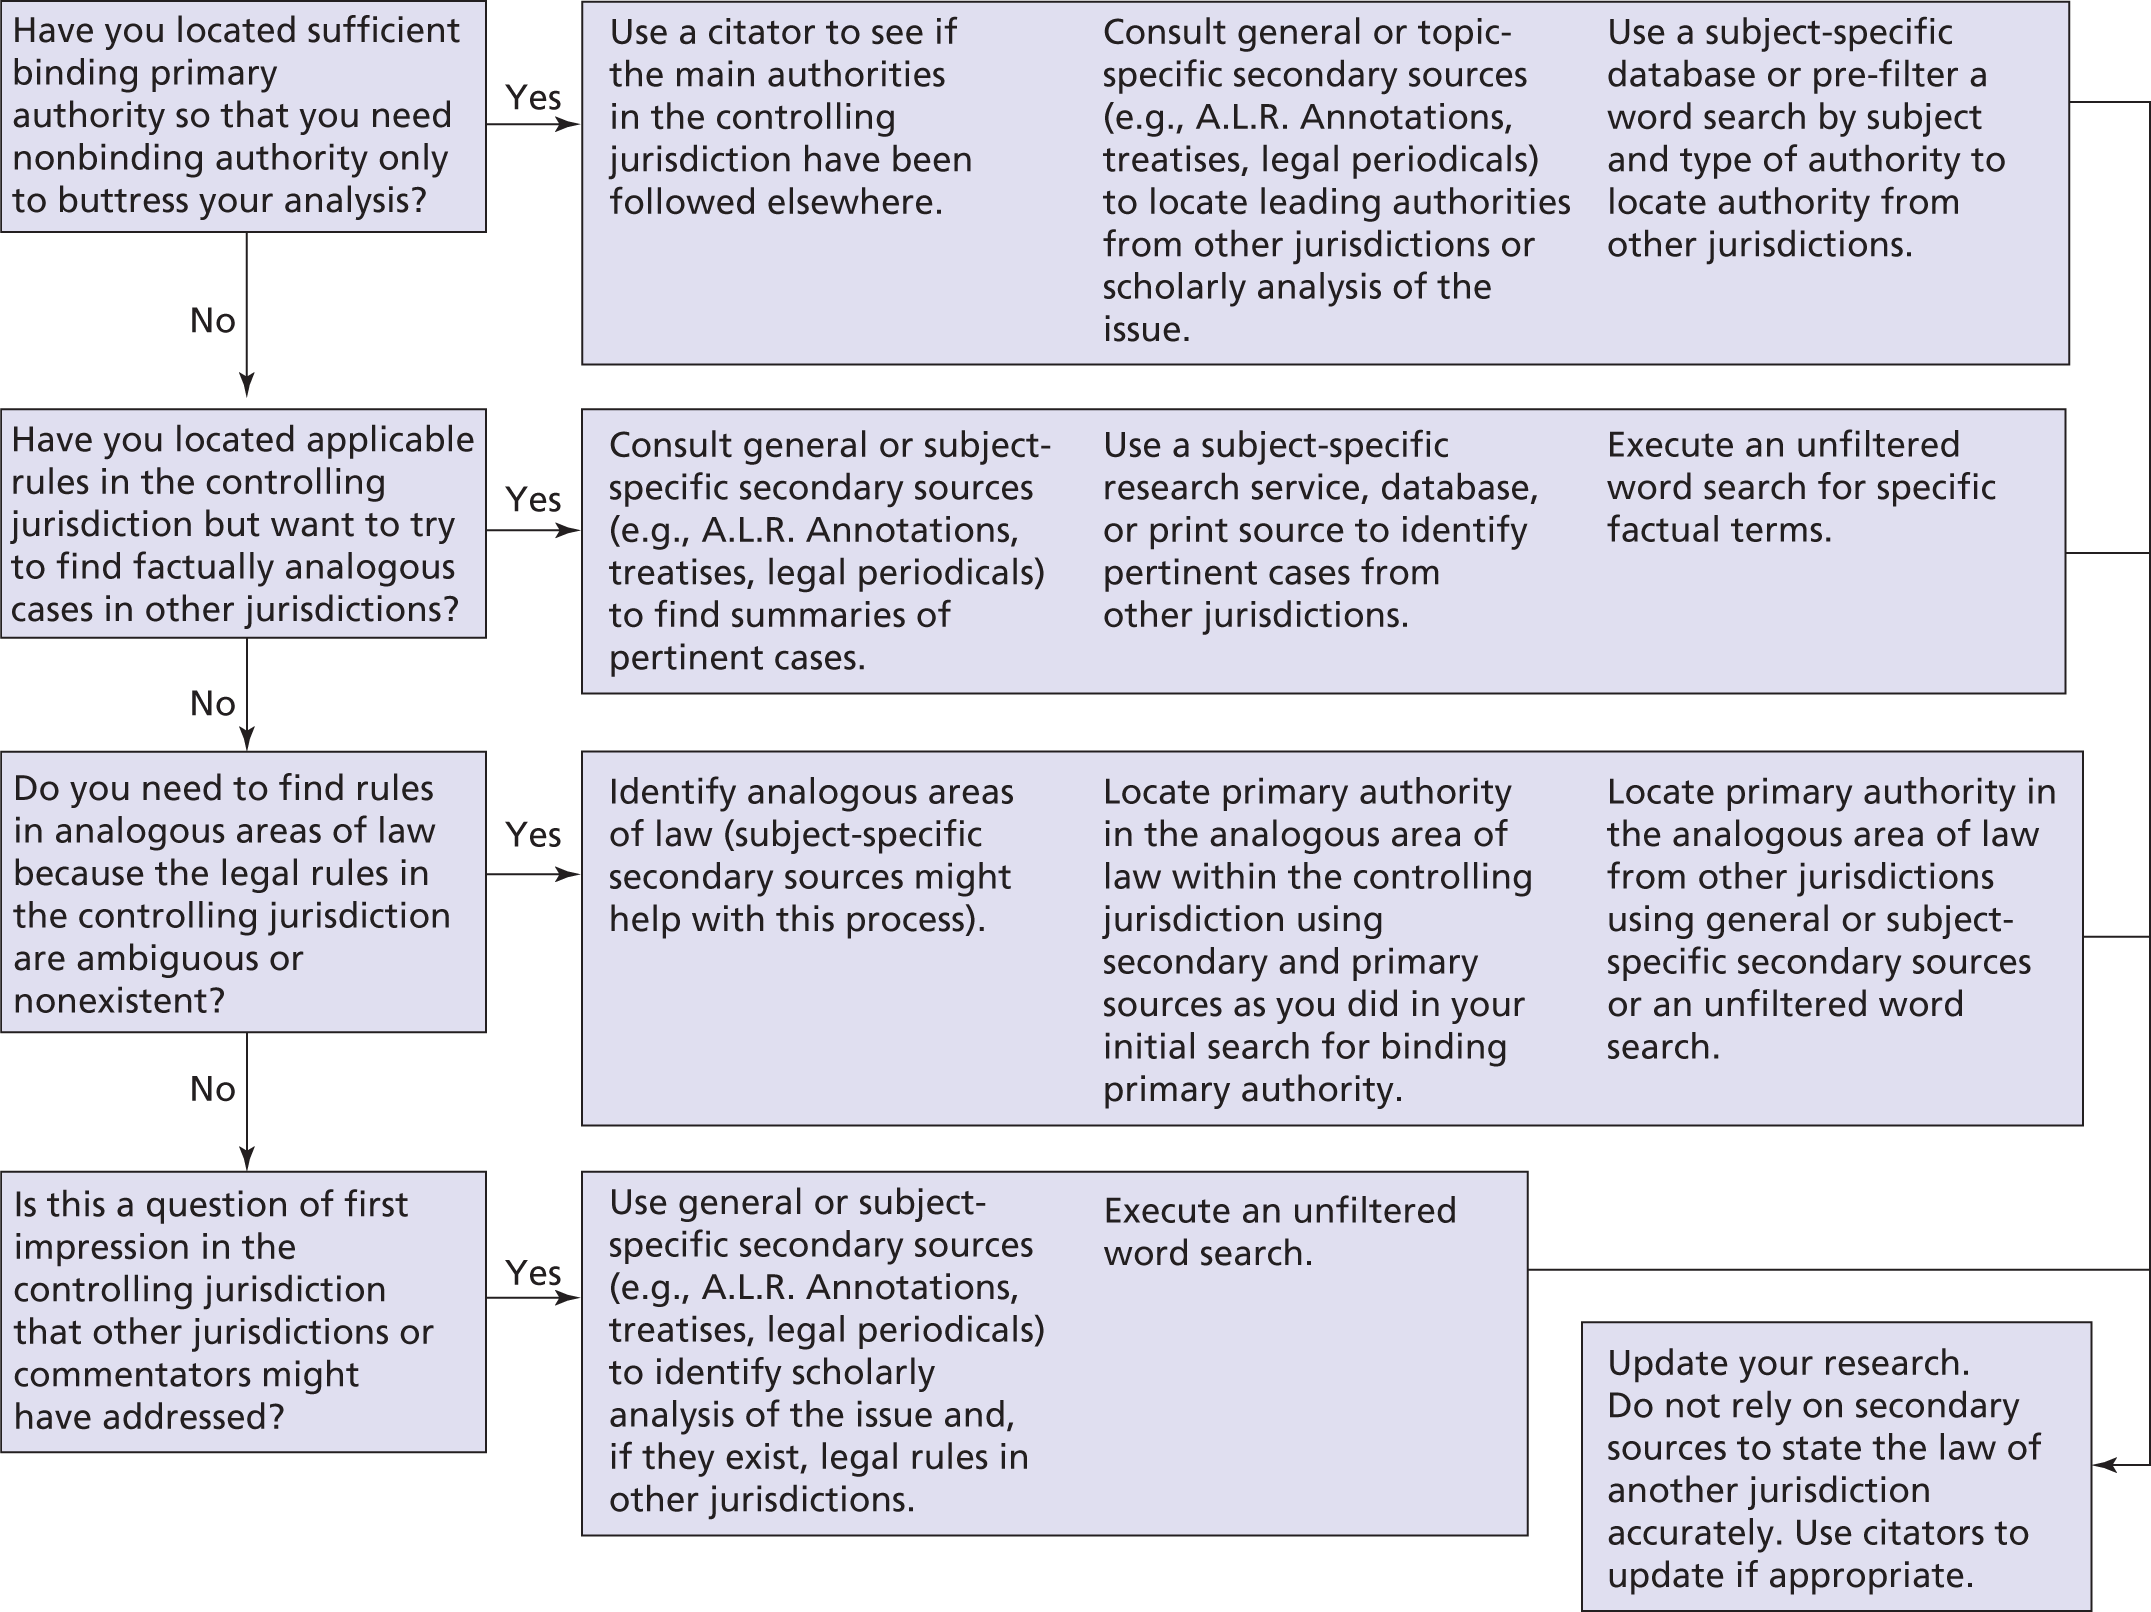 Have you located sufficient
binding primary
authority so that you need
nonbinding authority only
to buttress your analysis?
Yes
Use a citator to see if
the main authorities
in the controlling
jurisdiction have been
followed elsewhere.
Consult general or topic-
specific secondary sources
(e.g., A.L.R. Annotations,
treatises, legal periodicals)
to locate leading authorities
from other jurisdictions or
scholarly analysis of the
issue.
Use a subject-specific
database or pre-filter a
word search by subject
and type of authority to
locate authority from
other jurisdictions.
No
Have you located applicable
rules in the controlling
jurisdiction but want to try
to find factually analogous
cases in other jurisdictions?
Yes
Consult general or subject-
specific secondary sources
(e.g., A.L.R. Annotations,
treatises, legal periodicals)
to find summaries of
pertinent cases.
Use a subject-specific
research service, database,
or print source to identify
pertinent cases from
other jurisdictions.
Execute an unfiltered
word search for specific
factual terms.
No
Do you need to find rules
in analogous areas of law
because the legal rules in
the controlling jurisdiction
are ambiguous or
nonexistent?
Yes
Identify analogous areas
of law (subject-specific
secondary sources might
help with this process).
Locate primary authority
in the analogous area of
law within the controlling
jurisdiction using
secondary and primary
sources as you did in your
initial search for binding
primary authority.
Locate primary authority in
the analogous area of law
from other jurisdictions
using general or subject-
specific secondary sources
or an unfiltered word
search.
No
Is this a question of first
impression in the
controlling jurisdiction
that other jurisdictions or
commentators might
have addressed?
Yes
Use general or subject-
specific secondary sources
(e.g., A.L.R. Annotations,
treatises, legal periodicals)
to identify scholarly
analysis of the issue and,
if they exist, legal rules in
other jurisdictions.
Execute an unfiltered
word search.
Update your research.
Do not rely on secondary
sources to state the law of
another jurisdiction
accurately. Use citators to
update if appropriate.